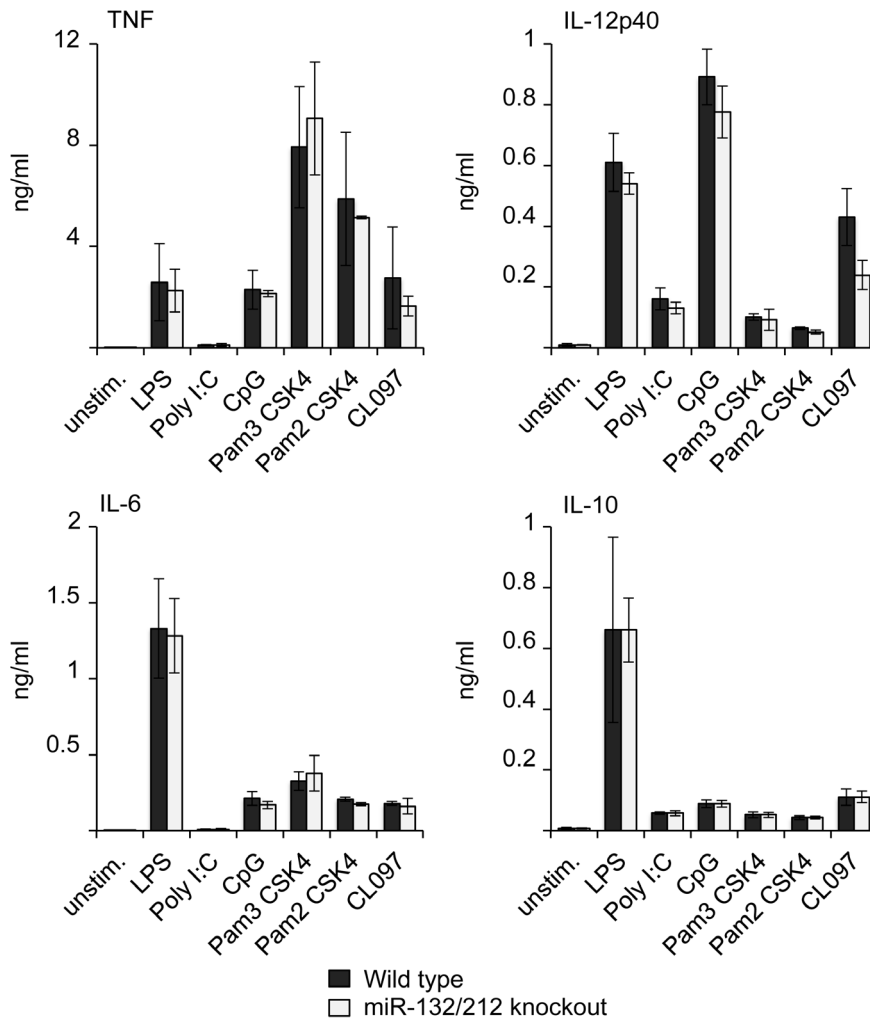 TNF
12
8
4
ng/ml
unstim.
LPS
Poly I:C
CpG
Pam3 CSK4
Pam2 CSK4
CL097
IL-12p40
1
0.8
0.6
0.4
0.2
ng/ml
unstim.
LPS
Poly I:C
CpG
Pam3 CSK4
Pam2 CSK4
CL097
IL-6
2
1.5
1
0.5
ng/ml
unstim.
LPS
Poly I:C
CpG
Pam3 CSK4
Pam2 CSK4
CL097
IL-10
1
0.8
0.6
0.4
0.2
ng/ml
unstim.
LPS
Poly I:C
CpG
Pam3 CSK4
Pam2 CSK4
CL097
Wild type
miR-132/212 knockout